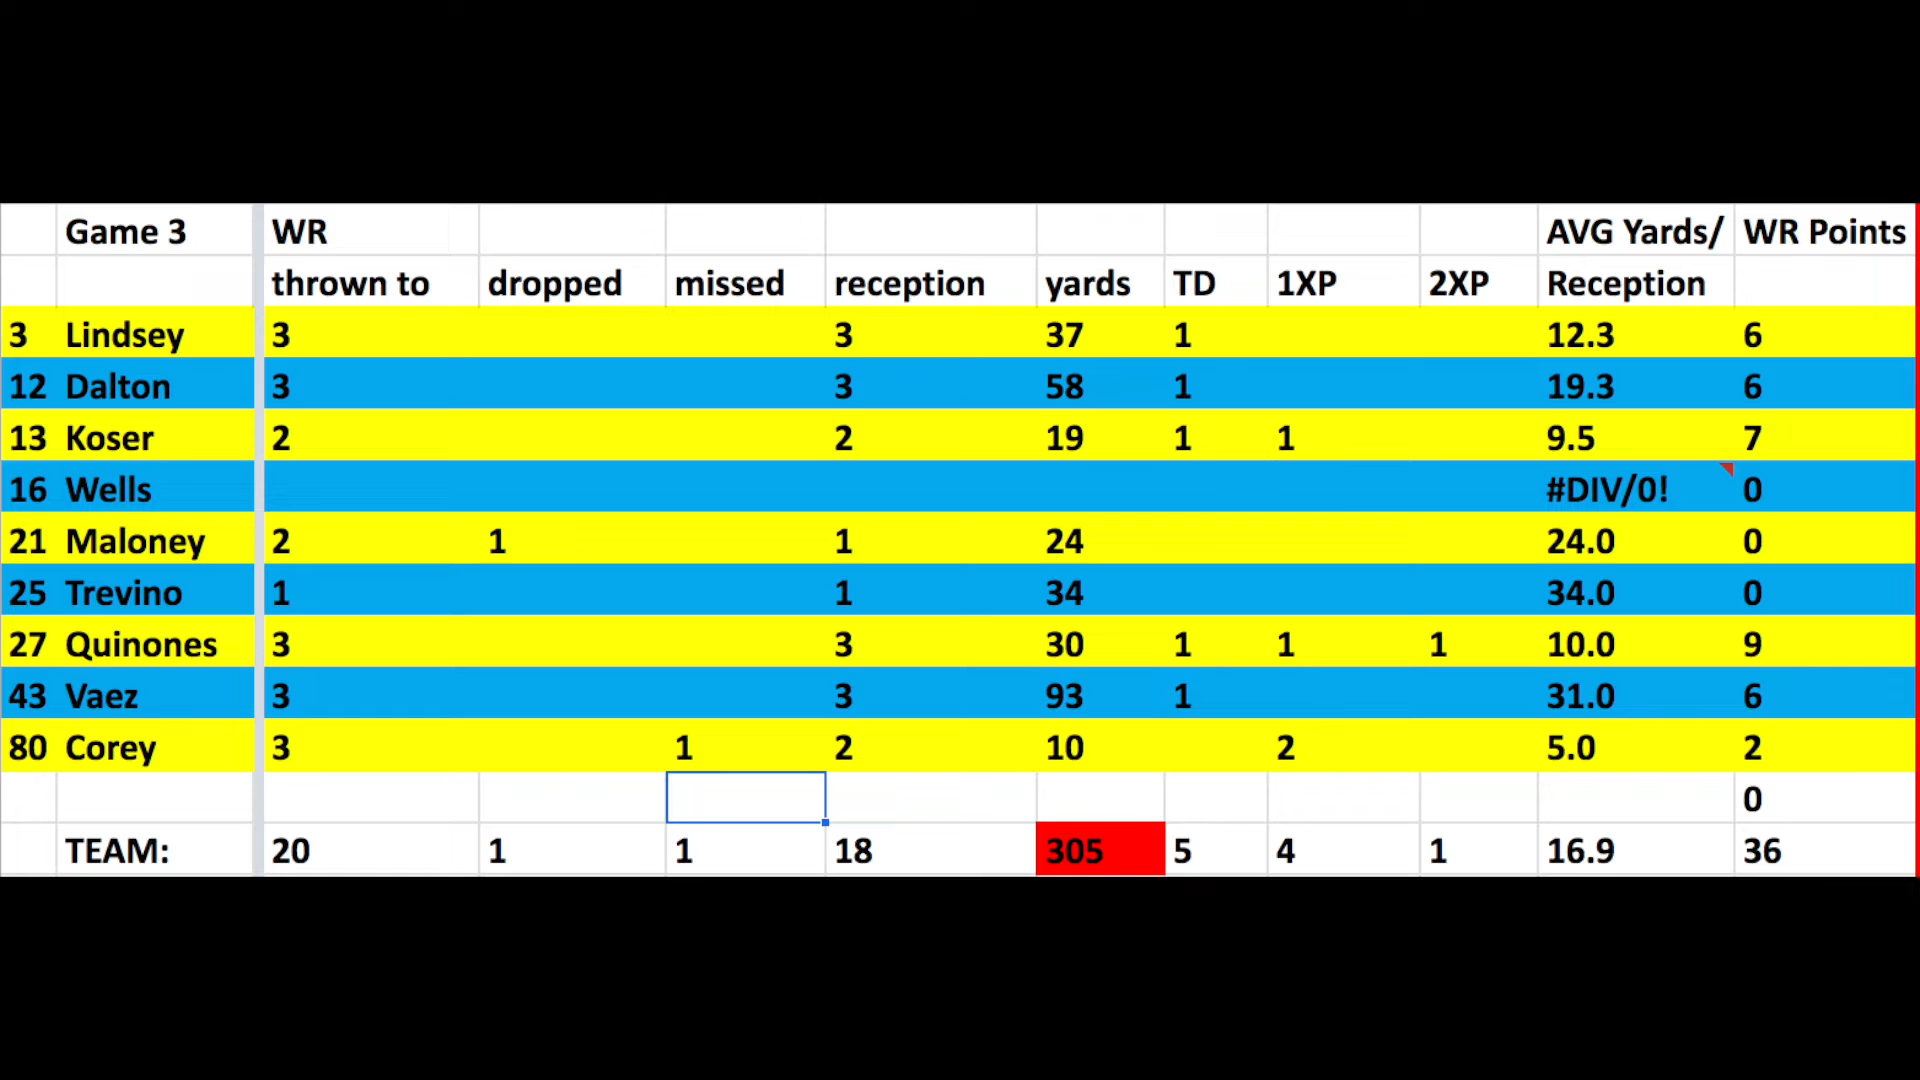 Game 3 WR AVG Yards/ WR Points
thrown to dropped missed reception yards TD 1XP 2XP Reception
3 Lindsey 3 3 37 1 12.3 6
12 Dalton 3 3 58 1 19.3 6
13 Koser 2 2 19 1 1 9.5 7
16 Wells #DIV/0! 0
21 Maloney 2 1 1 24 24.0 0
25 Trevino 1 1 34 34.0 0
27 Quinones 3 3 30 1 1 1 10.0 9
43 Vaez 3 3 93 1 31.0 6
80 Corey 3 1 2 10 2 5.0 2
0
TEAM: 20 1 1 18 305 5 4 1 16.9 36